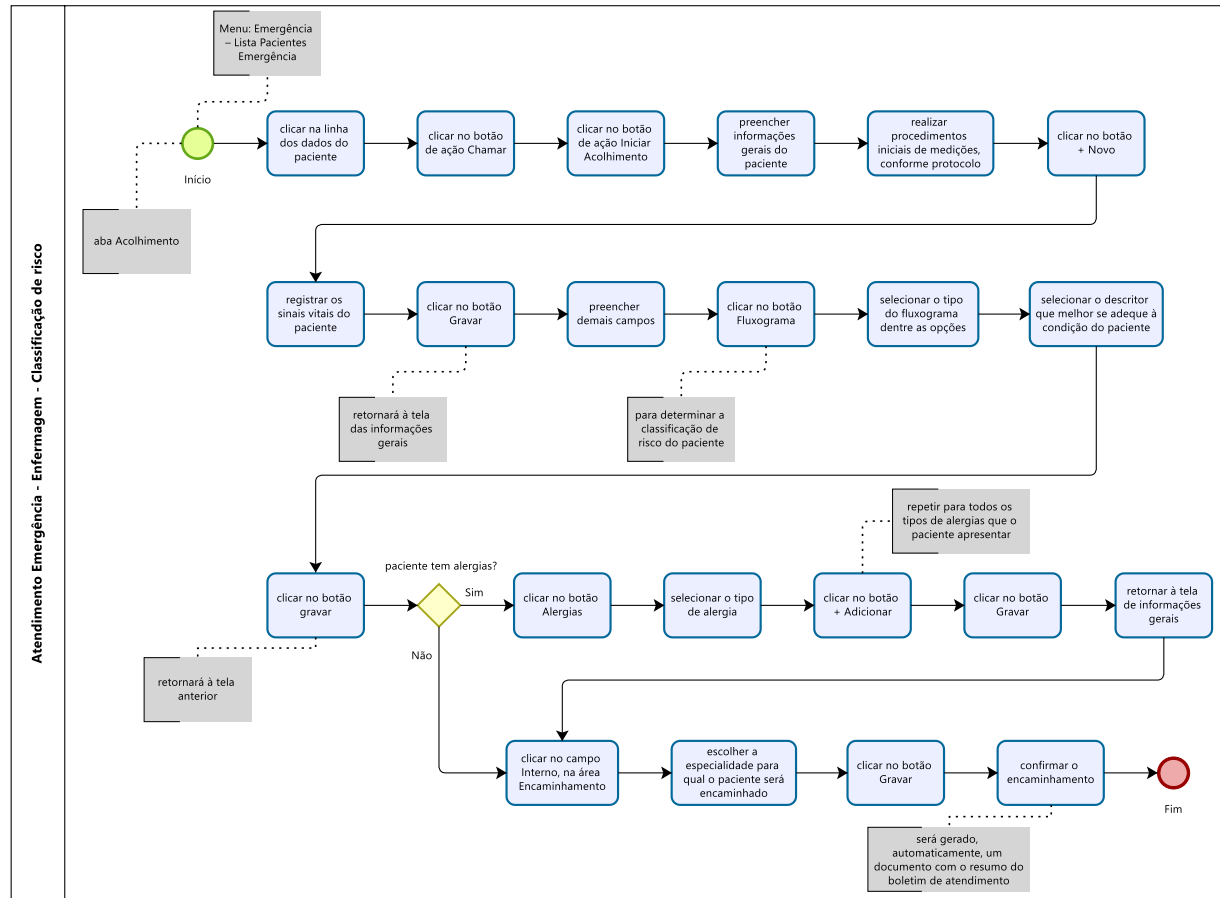 Atendimento Emergência - Enfermagem - Classificação de risco
Menu: Emergência
– Lista Pacientes
Emergência
Início
aba Acolhimento
clicar na linha
dos dados do
paciente
clicar no botão
de ação Chamar
clicar no botão
de ação Iniciar
Acolhimento
preencher
informações
gerais do
paciente
realizar
procedimentos
iniciais de medições,
conforme protocolo
clicar no botão
+ Novo
registrar os
sinais vitais do
paciente
clicar no botão
Gravar
retornará à tela
das informações
gerais
preencher
demais campos
clicar no botão
Fluxograma
para determinar a
classificação de
risco do paciente
selecionar o tipo
do fluxograma
dentre as opções
selecionar o descritor
que melhor se adeque à
condição do paciente
clicar no botão
gravar
retornará à tela
anterior
paciente tem alergias?
Sim
Não
clicar no botão
Alergias
selecionar o tipo
de alergia
clicar no botão
+ Adicionar
repetir para todos os
tipos de alergias que o
paciente apresentar
clicar no botão
Gravar
retornar à tela
de informações
gerais
clicar no campo
Interno, na área
Encaminhamento
escolher a
especialidade para
qual o paciente será
encaminhado
clicar no botão
Gravar
confirmar o
encaminhamento
será gerado,
automaticamente, um
documento com o resumo do
boletim de atendimento
Fim